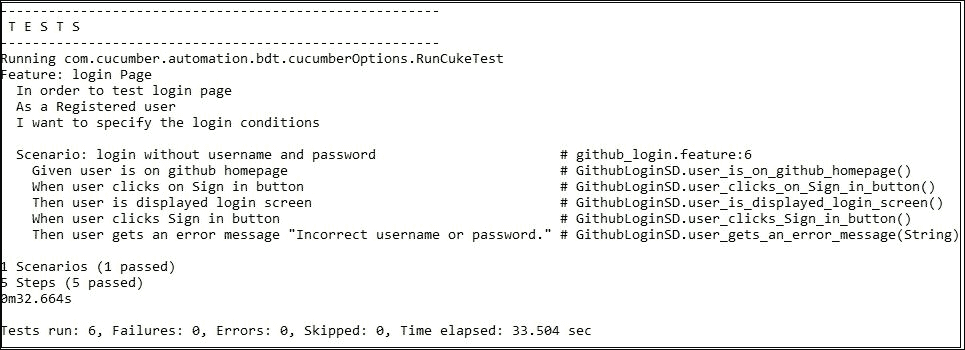 -------------------------------------------------------
 T E S T S
-------------------------------------------------------
Running com.cucumber.automation.bdt.cucumberOptions.RunCukeTest
Feature: login Page
  In order to test login page
  As a Registered user
  I want to specify the login conditions

  Scenario: login without username and password                       # github_login.feature:6
    Given user is on github homepage                                  # GithubLoginSD.user_is_on_github_homepage()
    When user clicks on Sign in button                                # GithubLoginSD.user_clicks_on_Sign_in_button()
    Then user is displayed login screen                               # GithubLoginSD.user_is_displayed_login_screen()
    When user clicks Sign in button                                   # GithubLoginSD.user_clicks_Sign_in_button()
    Then user gets an error message "Incorrect username or password." # GithubLoginSD.user_gets_an_error_message(String)

1 Scenarios (1 passed)
5 Steps (5 passed)
0m32.664s

Tests run: 6, Failures: 0, Errors: 0, Skipped: 0, Time elapsed: 33.504 sec